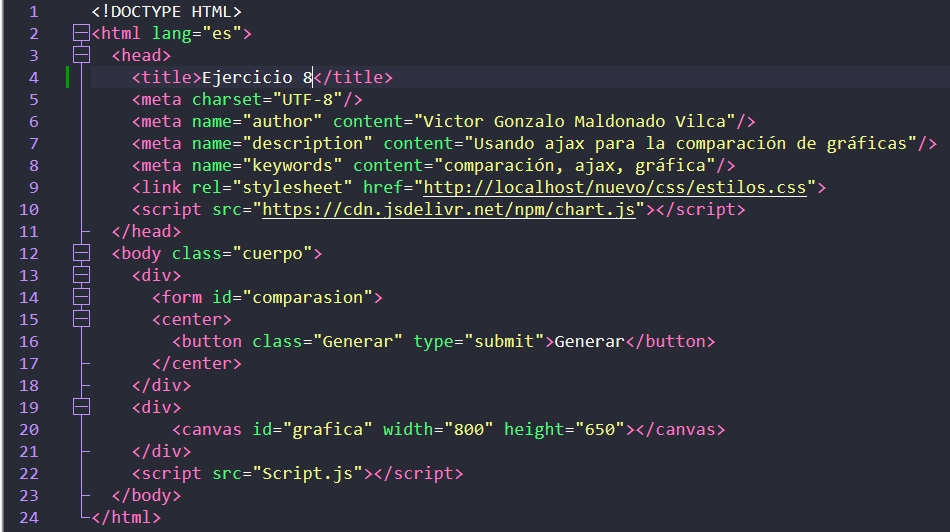 1 <!DOCTYPE HTML>
2 <html lang="es">
3 <head>
4 <title>Ejercicio 8</title>
5 <meta charset="UTF-8"/>
6 <meta name="author" content="Victor Gonzalo Maldonado Vilca"/>
7 <meta name="description" content="Usando ajax para la comparación de gráficas"/>
8 <meta name="keywords" content="comparación, ajax, gráfica"/>
9 <link rel="stylesheet" href="http://localhost/nuevo/css/estilos.css">
10 <script src="https://cdn.jsdelivr.net/npm/chart.js"></script>
11 </head>
12 <body class="cuerpo">
13 <div>
14 <form id="comparasion">
15 <center>
16 <button class="Generar" type="submit">Generar</button>
17 </center>
18 </div>
19 <div>
20 <canvas id="grafica" width="800" height="650"></canvas>
21 </div>
22 <script src="Script.js"></script>
23 </body>
24 </html>